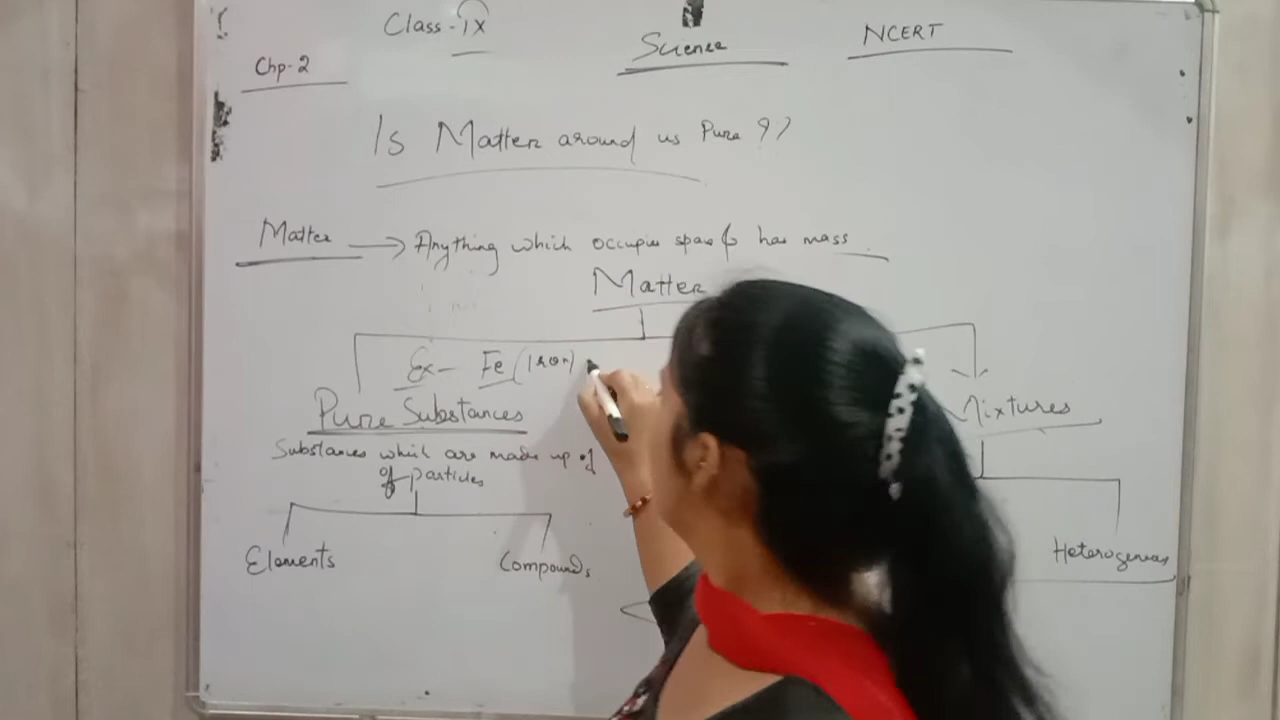 Class-IX
Science
NCERT
Chp-2
Is Matter around us Pure ??
Matter → Anything which occupies space & has mass
Matter
Ex- Fe (Iron)
Pure Substances
Mixtures
Substances which are made up of
of particles
Elements
Compounds
Heterogeneous